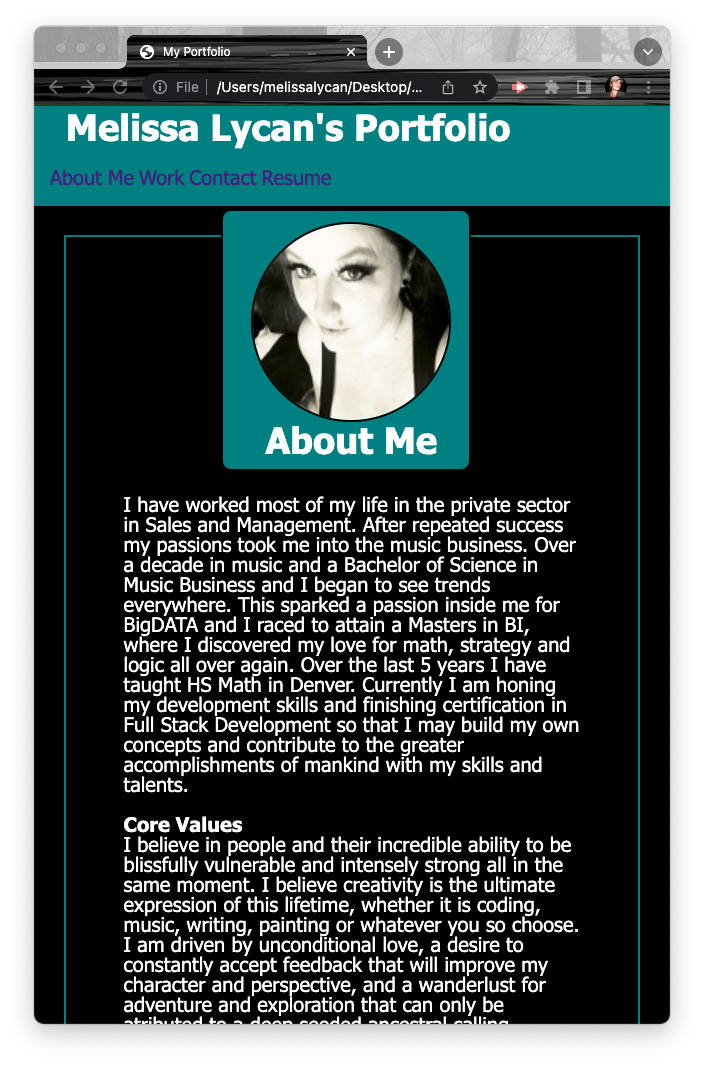 My Portfolio
File
/Users/melissalycan/Desktop/...
Melissa Lycan's Portfolio
About Me Work Contact Resume
About Me
I have worked most of my life in the private sector
in Sales and Management. After repeated success
my passions took me into the music business. Over
a decade in music and a Bachelor of Science in
Music Business and I began to see trends
everywhere. This sparked a passion inside me for
BigDATA and I raced to attain a Masters in BI,
where I discovered my love for math, strategy and
logic all over again. Over the last 5 years I have
taught HS Math in Denver. Currently I am honing
my development skills and finishing certification in
Full Stack Development so that I may build my own
concepts and contribute to the greater
accomplishments of mankind with my skills and
talents.
Core Values
I believe in people and their incredible ability to be
blissfully vulnerable and intensely strong all in the
same moment. I believe creativity is the ultimate
expression of this lifetime, whether it is coding,
music, writing, painting or whatever you so choose.
I am driven by unconditional love, a desire to
constantly accept feedback that will improve my
character and perspective, and a wanderlust for
adventure and exploration that can only be
atributed to a deep seeded ancestral calling